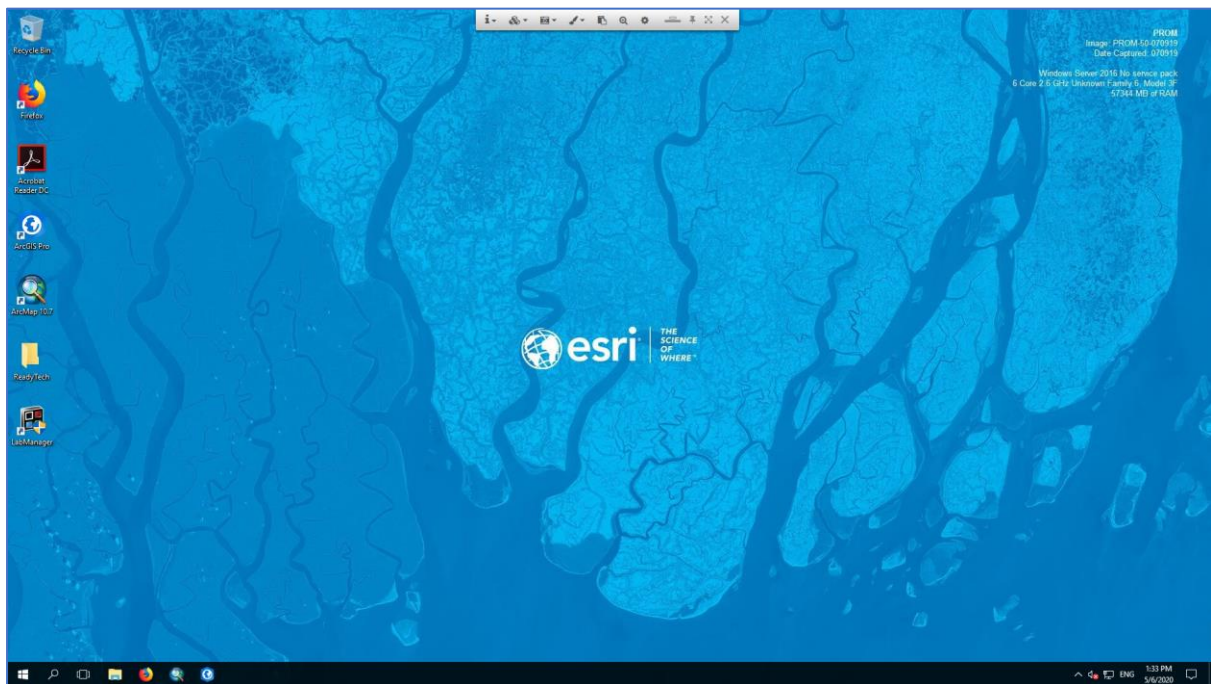 Recycle Bin
Firefox
Acrobat
Reader DC
ArcGIS Pro
ArcMap 10.7
ReadyTech
LabManager
PROM
Image: PROM-50-070919
Date Captured: 070919
Windows Server 2016 No service pack
6 Core 2.6 GHz Unknown Family 6, Model 3F
57344 MB of RAM
esri
THE
SCIENCE
OF
WHERE
ENG
1:33 PM
5/6/2020